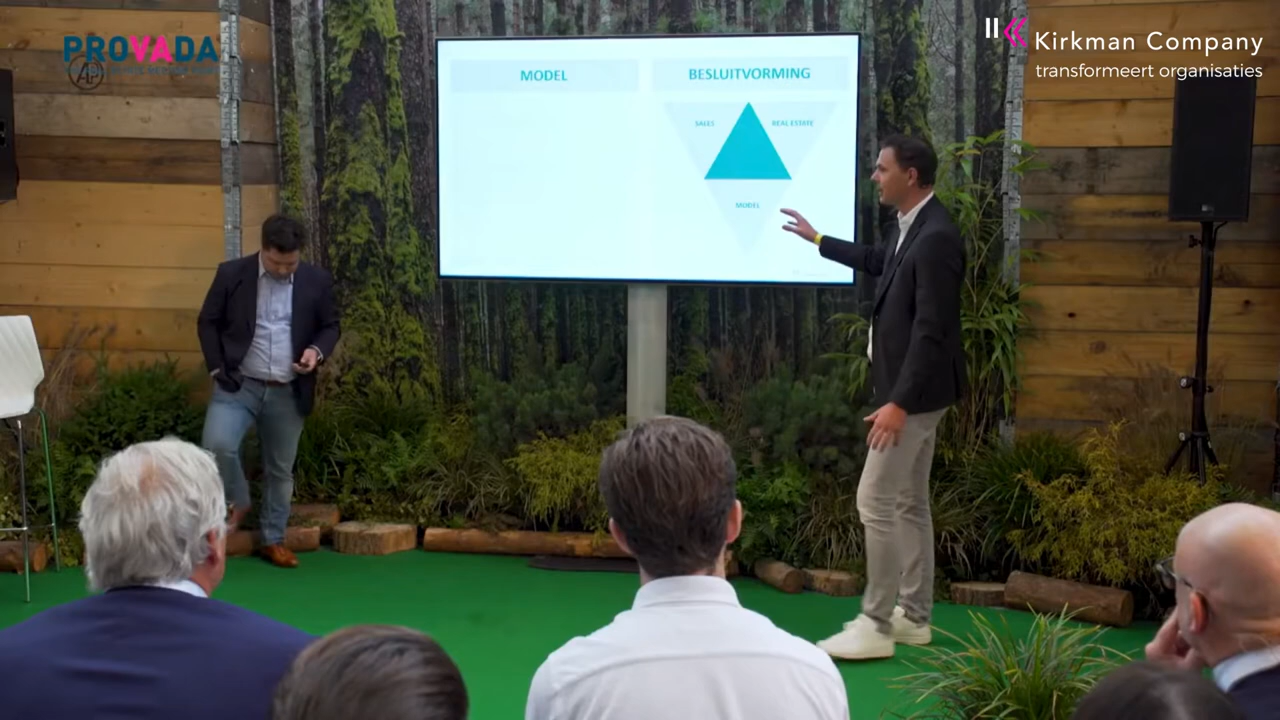 PROVADA
Kirkman Company
transformeert organisaties
MODEL
BESLUITVORMING
SALES
REAL ESTATE
MODEL